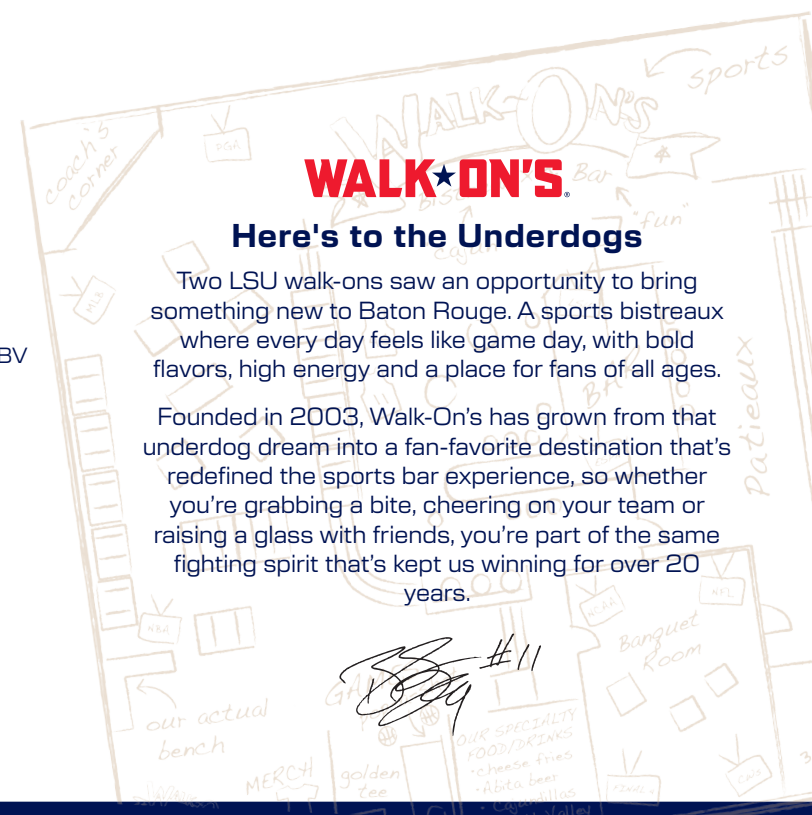 WALK-ON'S
sports
coach's
corner
PGA
WALK★ON'S®
Bar
"fun"
Cajun
Here's to the Underdogs
MLB
Two LSU walk-ons saw an opportunity to bring
something new to Baton Rouge. A sports bistreaux
where every day feels like game day, with bold
BV
flavors, high energy and a place for fans of all ages.
Patieaux
Founded in 2003, Walk-On’s has grown from that
underdog dream into a fan-favorite destination that’s
redefined the sports bar experience, so whether
you’re grabbing a bite, cheering on your team or
raising a glass with friends, you’re part of the same
fighting spirit that’s kept us winning for over 20
years.
NCAA
NFL
NBA
Banquet
Room
#11
our actual
bench
OUR SPECIALTY
FOOD/DRINKS
MERCH
golden
tee
·cheese fries
·Abita beer